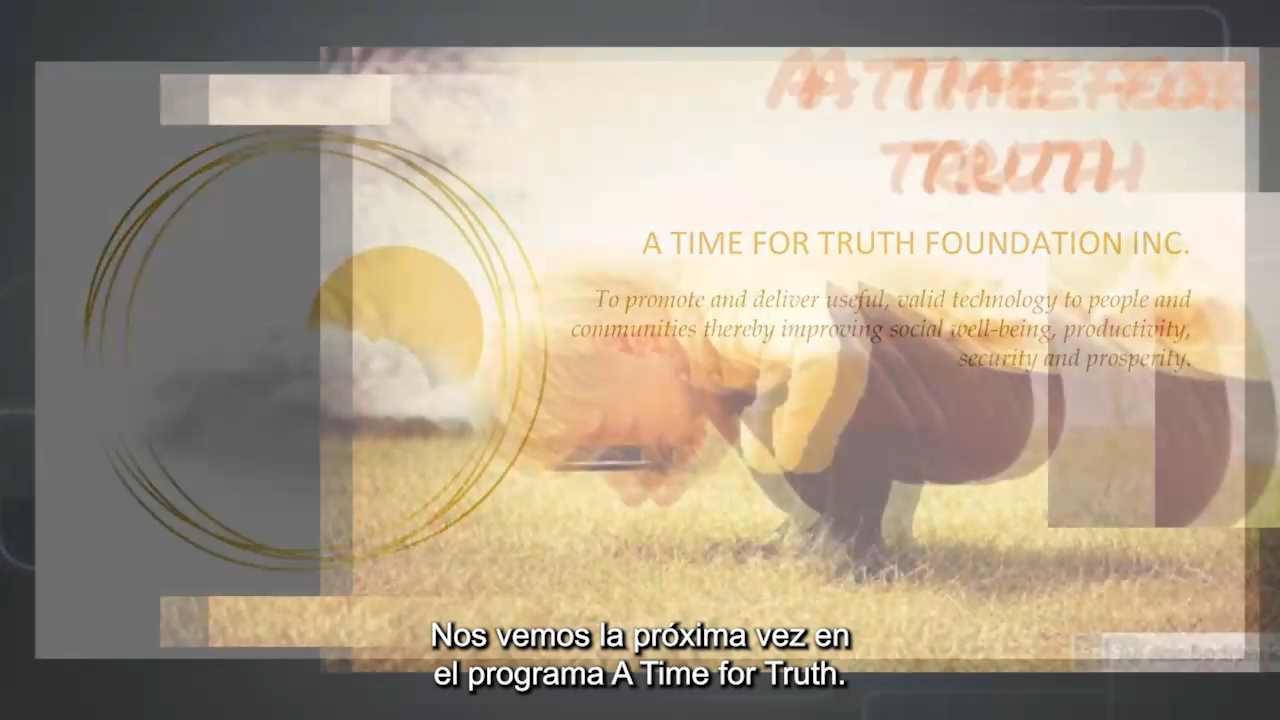 A TIME FOR
TRUTH
A TIME FOR TRUTH FOUNDATION INC.
To promote and deliver useful, valid technology to people and
communities thereby improving social well-being, productivity,
security and prosperity.
Nos vemos la próxima vez en
el programa A Time for Truth.